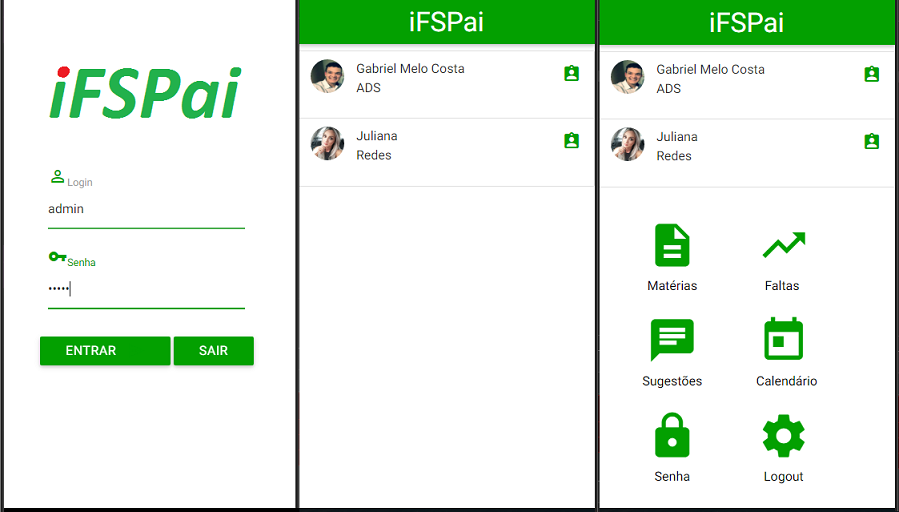 iFSPai
Login
admin
Senha
•••••
ENTRAR
SAIR
iFSPai
Gabriel Melo Costa
ADS
Juliana
Redes
iFSPai
Gabriel Melo Costa
ADS
Juliana
Redes
Matérias
Faltas
Sugestões
Calendário
Senha
Logout